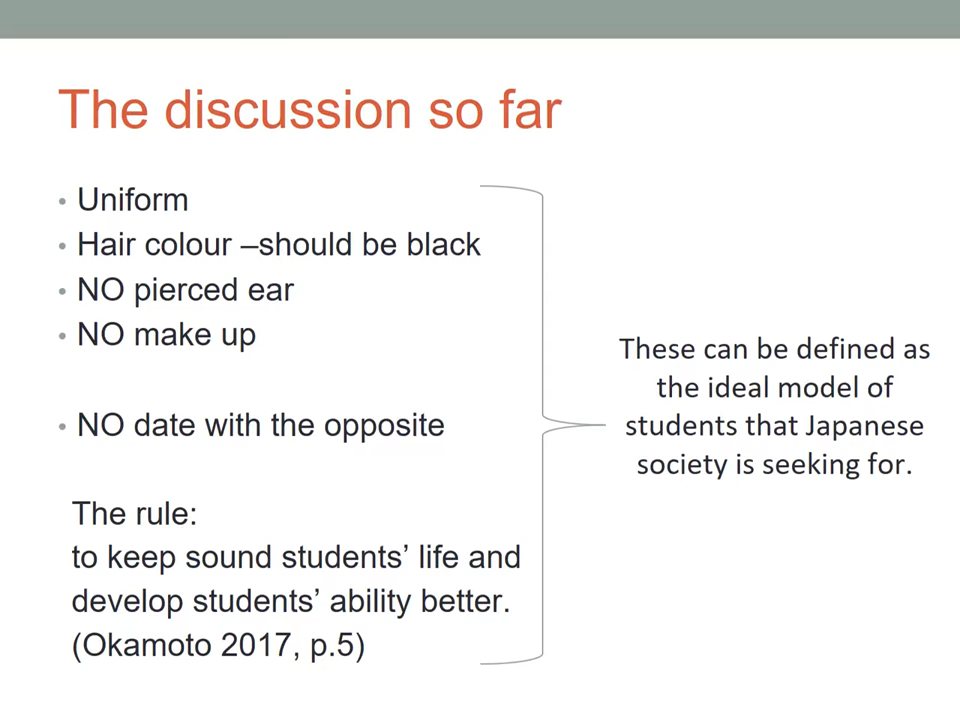 The discussion so far
• Uniform
• Hair colour –should be black
• NO pierced ear
• NO make up
• NO date with the opposite
The rule:
to keep sound students’ life and
develop students’ ability better.
(Okamoto 2017, p.5)
These can be defined as
the ideal model of
students that Japanese
society is seeking for.